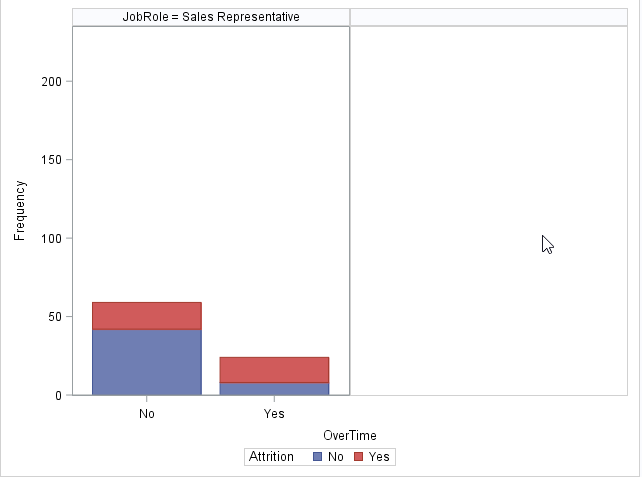 JobRole = Sales Representative
200
150
100
50
0
Frequency
No Yes
OverTime
Attrition No Yes